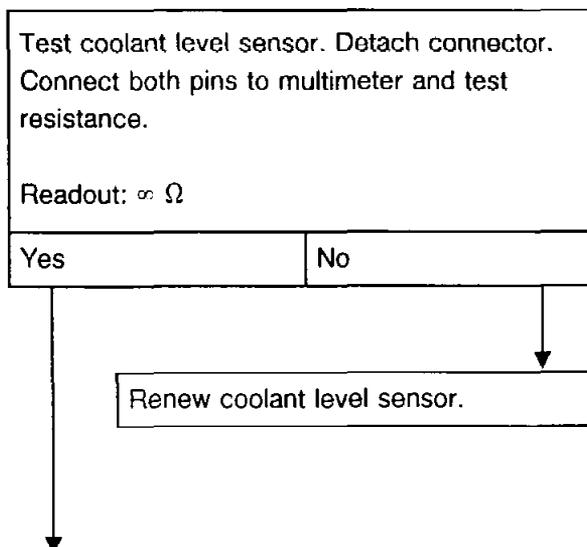 Test coolant level sensor. Detach connector.
Connect both pins to multimeter and test
resistance.
Readout: ∞ Ω
Yes
No
Renew coolant level sensor.